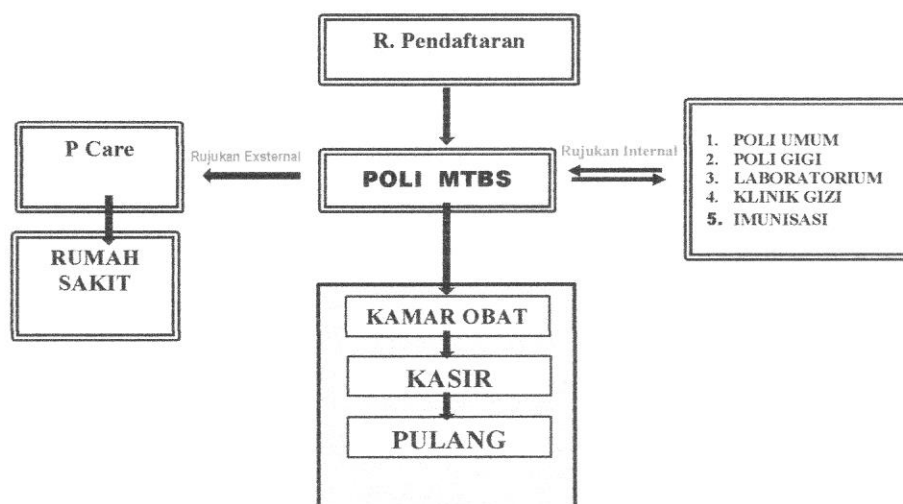 R. Pendaftaran
P Care
Rujukan Exsternal
POLI MTBS
Rujukan Internal
1. POLI UMUM
2. POLI GIGI
3. LABORATORIUM
4. KLINIK GIZI
5. IMUNISASI
RUMAH
SAKIT
KAMAR OBAT
KASIR
PULANG